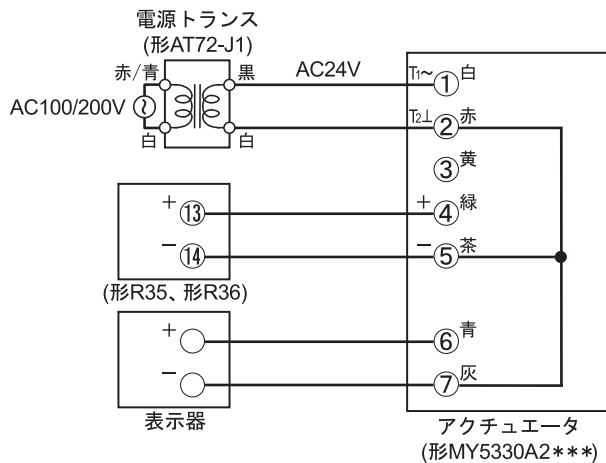 電源トランス
(形AT72-J1)
赤/青
黒
AC24V
T1~
①
白
AC100/200V
白
白
T2⊥
②
赤
③
黄
+
⑬
+
④
緑
−
⑭
−
⑤
茶
(形R35、形R36)
+
⑥
青
−
⑦
灰
表示器
アクチュエータ
(形MY5330A2***)